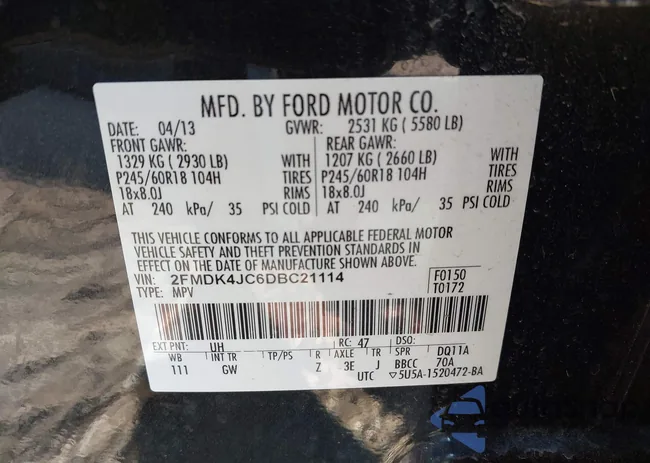 MFD. BY FORD MOTOR CO.
DATE: 04/13 GVWR: 2531 KG ( 5580 LB)
FRONT GAWR: REAR GAWR:
1329 KG ( 2930 LB) WITH 1207 KG ( 2660 LB) WITH
P245/60R18 104H TIRES P245/60R18 104H TIRES
18x8.0J RIMS 18x8.0J RIMS
AT 240 kPa/ 35 PSI COLD AT 240 kPa/ 35 PSI COLD
THIS VEHICLE CONFORMS TO ALL APPLICABLE FEDERAL MOTOR
VEHICLE SAFETY AND THEFT PREVENTION STANDARDS IN
EFFECT ON THE DATE OF MANUFACTURE SHOWN ABOVE.
VIN: 2FMDK4JC6DBC21114 F0150
TYPE: MPV T0172
EXT PNT: UH RC: 47 DSO:
WB INT TR TP/PS R AXLE TR SPR DQ11A
111 GW Z 3E J BBCC 70A
UTC 5U5A-1520472-BA